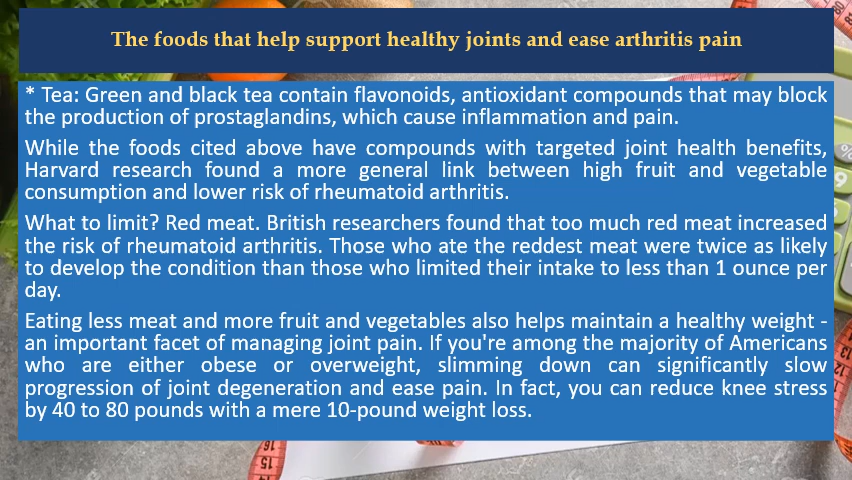 The foods that help support healthy joints and ease arthritis pain
* Tea: Green and black tea contain flavonoids, antioxidant compounds that may block
the production of prostaglandins, which cause inflammation and pain.
While the foods cited above have compounds with targeted joint health benefits,
Harvard research found a more general link between high fruit and vegetable
consumption and lower risk of rheumatoid arthritis.
What to limit? Red meat. British researchers found that too much red meat increased
the risk of rheumatoid arthritis. Those who ate the reddest meat were twice as likely
to develop the condition than those who limited their intake to less than 1 ounce per
day.
Eating less meat and more fruit and vegetables also helps maintain a healthy weight -
an important facet of managing joint pain. If you're among the majority of Americans
who are either obese or overweight, slimming down can significantly slow
progression of joint degeneration and ease pain. In fact, you can reduce knee stress
by 40 to 80 pounds with a mere 10-pound weight loss.